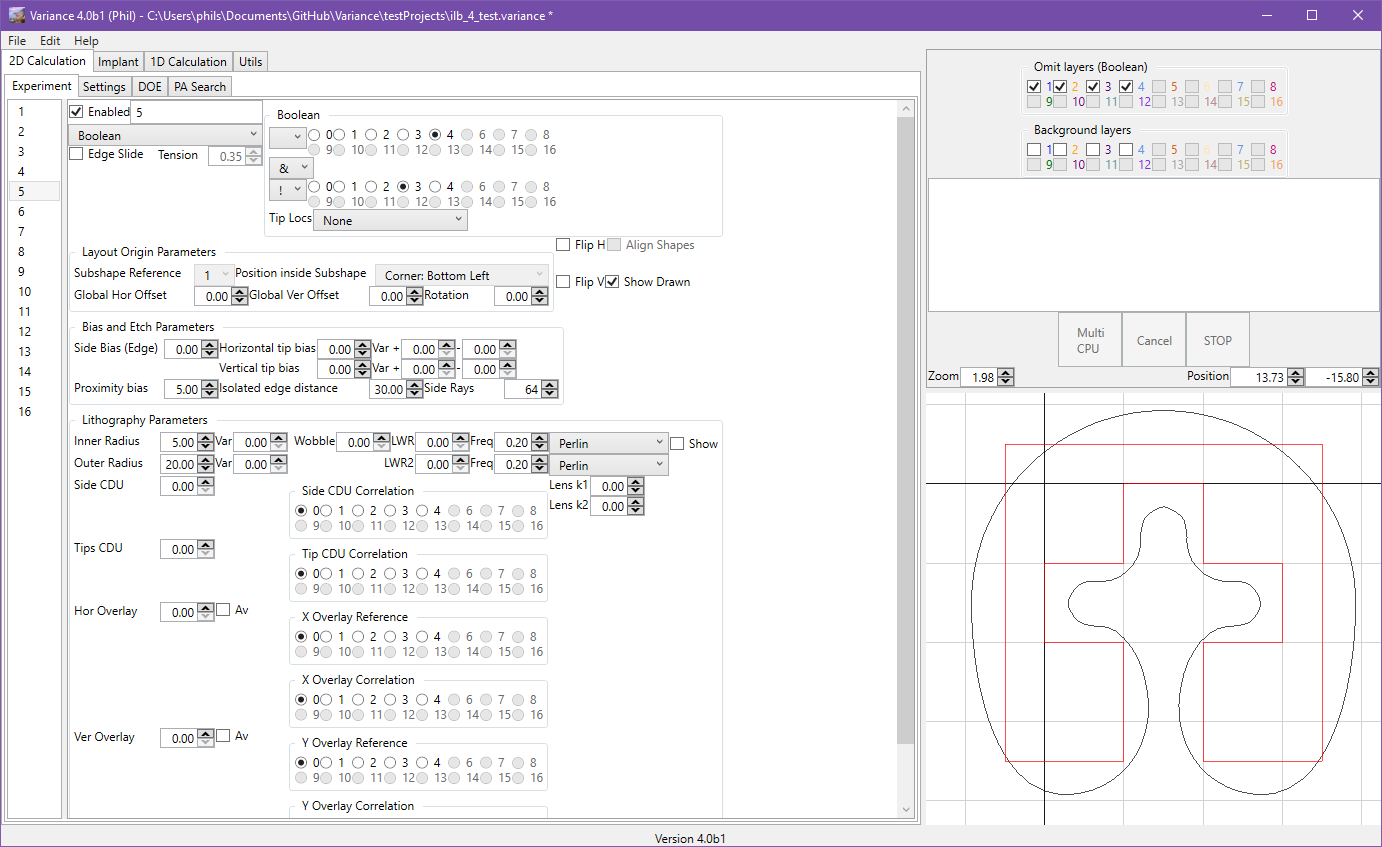 Variance 4.0b1 (Phil) - C:\Users\phils\Documents\GitHub\Variance\testProjects\ilb_4_test.variance *
File Edit Help
2D Calculation Implant 1D Calculation Utils
Experiment Settings DOE PA Search
1
2
3
4
5
6
7
8
9
10
11
12
13
14
15
16
Enabled 5
Boolean
Edge Slide Tension 0.35
Boolean
0 1 2 3 4 6 7 8
9 10 11 12 13 14 15 16
&
! 0 1 2 3 4 6 7 8
9 10 11 12 13 14 15 16
Tip Locs None
Layout Origin Parameters
Subshape Reference 1 Position inside Subshape Corner: Bottom Left
Global Hor Offset 0.00 Global Ver Offset 0.00 Rotation 0.00
Flip H Align Shapes
Flip V Show Drawn
Bias and Etch Parameters
Side Bias (Edge) 0.00 Horizontal tip bias 0.00 Var + 0.00 - 0.00
Vertical tip bias 0.00 Var + 0.00 - 0.00
Proximity bias 5.00 Isolated edge distance 30.00 Side Rays 64
Lithography Parameters
Inner Radius 5.00 Var 0.00 Wobble 0.00 LWR 0.00 Freq 0.20 Perlin Show
Outer Radius 20.00 Var 0.00 LWR2 0.00 Freq 0.20 Perlin
Side CDU 0.00 Lens k1 0.00
Lens k2 0.00
Side CDU Correlation
0 1 2 3 4 6 7 8
9 10 11 12 13 14 15 16
Tips CDU 0.00
Tip CDU Correlation
0 1 2 3 4 6 7 8
9 10 11 12 13 14 15 16
Hor Overlay 0.00 Av
X Overlay Reference
0 1 2 3 4 6 7 8
9 10 11 12 13 14 15 16
X Overlay Correlation
0 1 2 3 4 6 7 8
9 10 11 12 13 14 15 16
Ver Overlay 0.00 Av
Y Overlay Reference
0 1 2 3 4 6 7 8
9 10 11 12 13 14 15 16
Y Overlay Correlation
Omit layers (Boolean)
1 2 3 4 5 6 7 8
9 10 11 12 13 14 15 16
Background layers
1 2 3 4 5 6 7 8
9 10 11 12 13 14 15 16
Multi CPU
Cancel
STOP
Zoom 1.98 Position 13.73 -15.80
Version 4.0b1